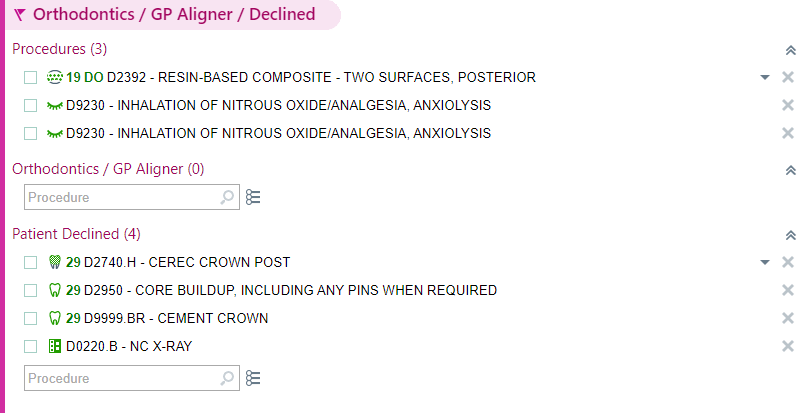 Orthodontics / GP Aligner / Declined
Procedures (3)
19 DO D2392 - RESIN-BASED COMPOSITE - TWO SURFACES, POSTERIOR
D9230 - INHALATION OF NITROUS OXIDE/ANALGESIA, ANXIOLYSIS
D9230 - INHALATION OF NITROUS OXIDE/ANALGESIA, ANXIOLYSIS
Orthodontics / GP Aligner (0)
Procedure
Patient Declined (4)
29 D2740.H - CEREC CROWN POST
29 D2950 - CORE BUILDUP, INCLUDING ANY PINS WHEN REQUIRED
29 D9999.BR - CEMENT CROWN
D0220.B - NC X-RAY
Procedure